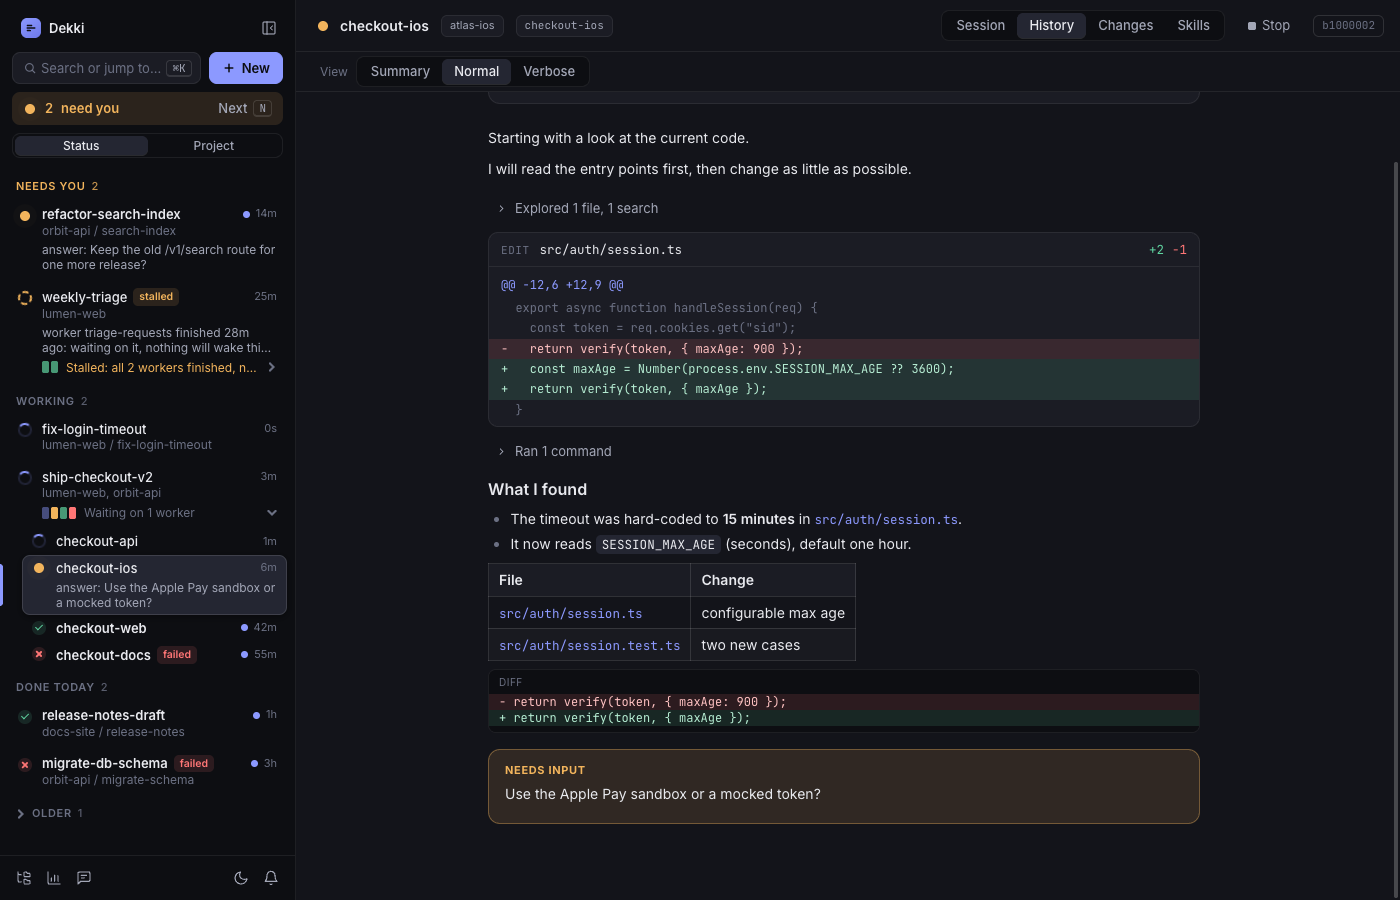 Dekki
Search or jump to... ⌘K
+ New
2 need you Next N
Status Project
NEEDS YOU 2
refactor-search-index 14m
orbit-api / search-index
answer: Keep the old /v1/search route for
one more release?
weekly-triage stalled 25m
lumen-web
worker triage-requests finished 28m
ago: waiting on it, nothing will wake thi...
Stalled: all 2 workers finished, n...
WORKING 2
fix-login-timeout 0s
lumen-web / fix-login-timeout
ship-checkout-v2 3m
lumen-web, orbit-api
Waiting on 1 worker
checkout-api 1m
checkout-ios 6m
answer: Use the Apple Pay sandbox or
a mocked token?
checkout-web 42m
checkout-docs failed 55m
DONE TODAY 2
release-notes-draft 1h
docs-site / release-notes
migrate-db-schema failed 3h
orbit-api / migrate-schema
OLDER 1
checkout-ios atlas-ios checkout-ios
Session History Changes Skills Stop b1000002
View Summary Normal Verbose
Starting with a look at the current code.
I will read the entry points first, then change as little as possible.
Explored 1 file, 1 search
EDIT src/auth/session.ts +2 -1
@@ -12,6 +12,9 @@
export async function handleSession(req) {
const token = req.cookies.get("sid");
- return verify(token, { maxAge: 900 });
+ const maxAge = Number(process.env.SESSION_MAX_AGE ?? 3600);
+ return verify(token, { maxAge });
}
Ran 1 command
What I found
• The timeout was hard-coded to 15 minutes in src/auth/session.ts.
• It now reads SESSION_MAX_AGE (seconds), default one hour.
File Change
src/auth/session.ts configurable max age
src/auth/session.test.ts two new cases
DIFF
- return verify(token, { maxAge: 900 });
+ return verify(token, { maxAge });
NEEDS INPUT
Use the Apple Pay sandbox or a mocked token?